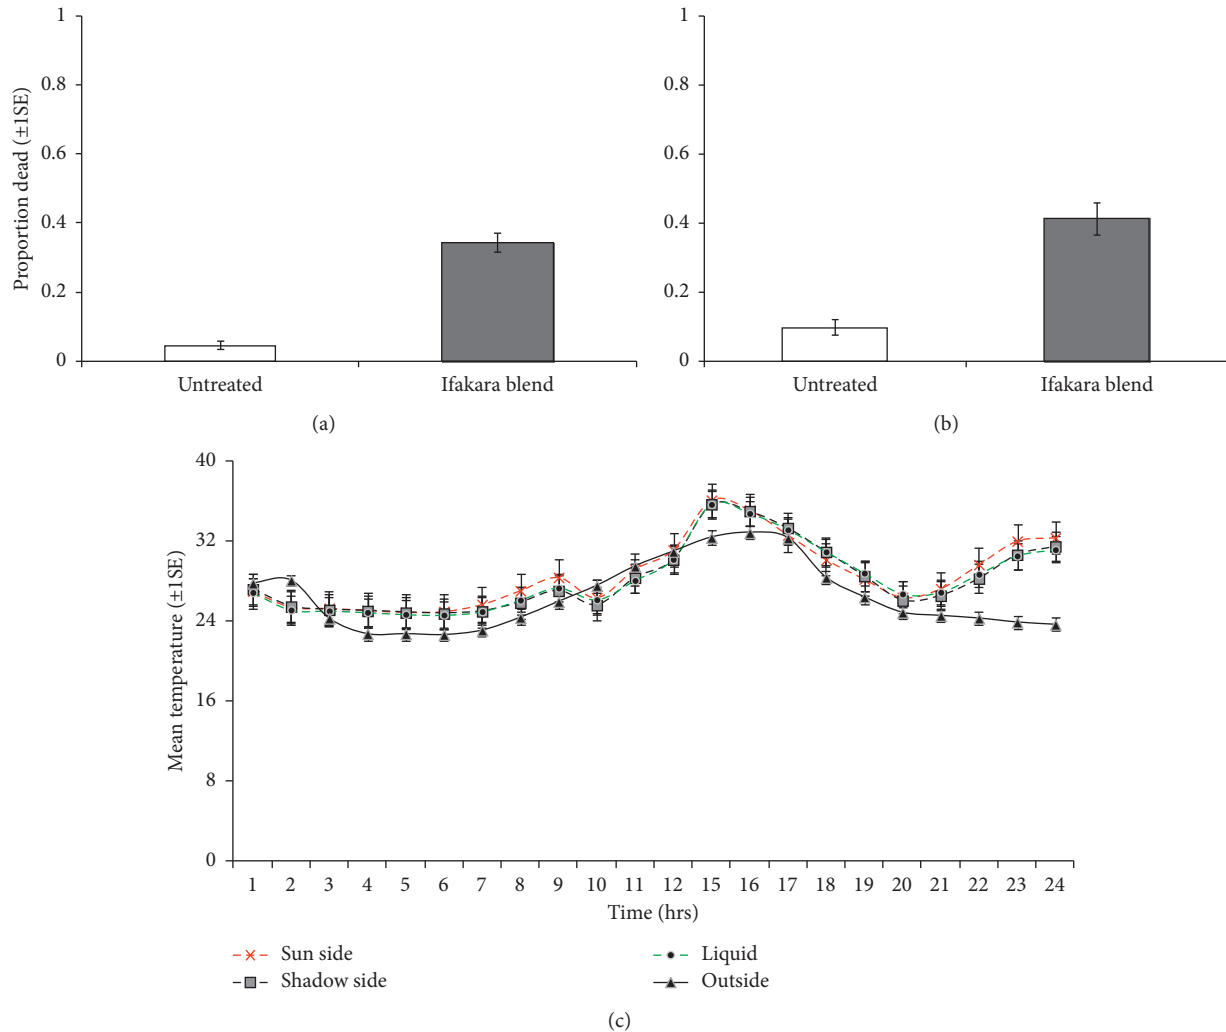 1
0.8
0.6
0.4
0.2
0
Proportion dead (±1SE)
Untreated
Ifakara blend
(a)
1
0.8
0.6
0.4
0.2
0
Untreated
Ifakara blend
(b)
40
32
24
16
8
0
Mean temperature (±1SE)
1 2 3 4 5 6 7 8 9 10 11 12 15 16 17 18 19 20 21 22 23 24
Time (hrs)
Sun side
Shadow side
Liquid
Outside
(c)